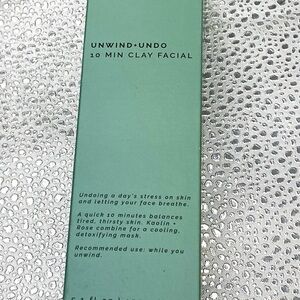 UNWIND+UNDO
10 MIN CLAY FACIAL
Undoing a day's stress on skin
and letting your face breathe.
A quick 10 minutes balances
tired, thirsty skin. Kaolin +
Rose combine for a cooling,
detoxifying mask.
Recommended use: while you
unwind.
fl